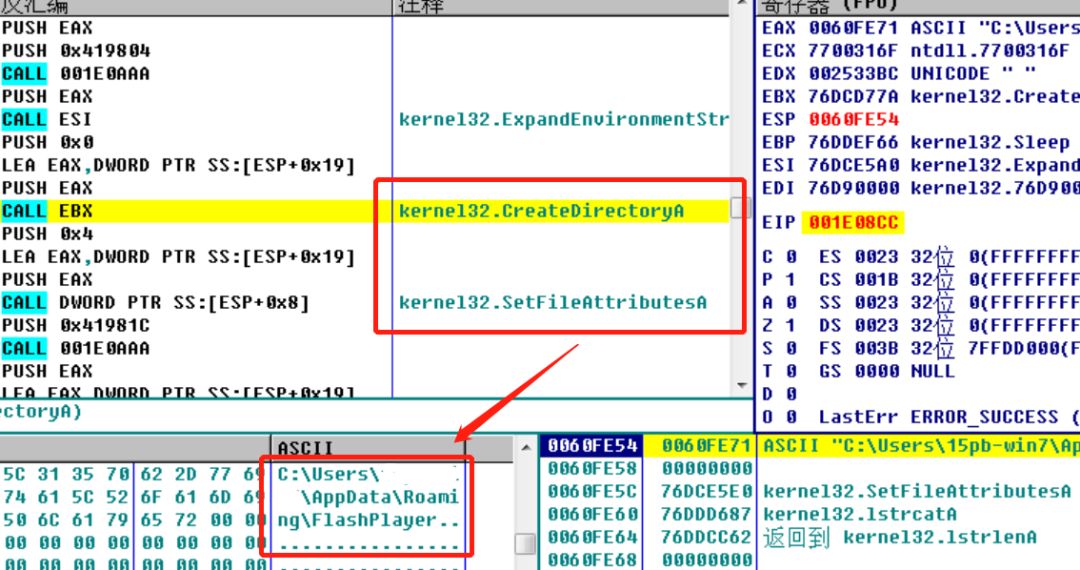 反汇编
注释
寄存器 (FPU)
PUSH EAX
PUSH 0x419804
CALL 001E0AAA
PUSH EAX
CALL ESI
kernel32.ExpandEnvironmentStr
PUSH 0x0
LEA EAX,DWORD PTR SS:[ESP+0x19]
PUSH EAX
CALL EBX
kernel32.CreateDirectoryA
PUSH 0x4
LEA EAX,DWORD PTR SS:[ESP+0x19]
PUSH EAX
CALL DWORD PTR SS:[ESP+0x8]
kernel32.SetFileAttributesA
PUSH 0x41981C
CALL 001E0AAA
PUSH EAX
LEA EAX,DWORD PTR SS:[ESP+0x19]
ectoryA)
EAX 0060FE71 ASCII "C:\Users
ECX 7700316F ntdll.7700316F
EDX 002533BC UNICODE " "
EBX 76DCD77A kernel32.Create
ESP 0060FE54
EBP 76DDEF66 kernel32.Sleep
ESI 76DCE5A0 kernel32.Expand
EDI 76D90000 kernel32.76D900
EIP 001E08CC
C 0 ES 0023 32位 0(FFFFFFFF
P 1 CS 001B 32位 0(FFFFFFFF
A 0 SS 0023 32位 0(FFFFFFFF
Z 1 DS 0023 32位 0(FFFFFFFF
S 0 FS 003B 32位 7FFDD000(F
T 0 GS 0000 NULL
D 0
O 0 LastErr ERROR_SUCCESS (
ASCII
5C 31 35 70 62 2D 77 69 C:\Users\
74 61 5C 52 6F 61 6D 69 \AppData\Roami
50 6C 61 79 65 72 00 00 ng\FlashPlayer..
00 00 00 00 00 00 00 00 ................
00 00 00 00 00 00 00 00 ................
0060FE54 0060FE71 ASCII "C:\Users\15pb-win7\Ap
0060FE58 00000000
0060FE5C 76DCE5E0 kernel32.SetFileAttributesA
0060FE60 76DDD687 kernel32.lstrcatA
0060FE64 76DDCC62 返回到 kernel32.lstrlenA
0060FE68 00000000